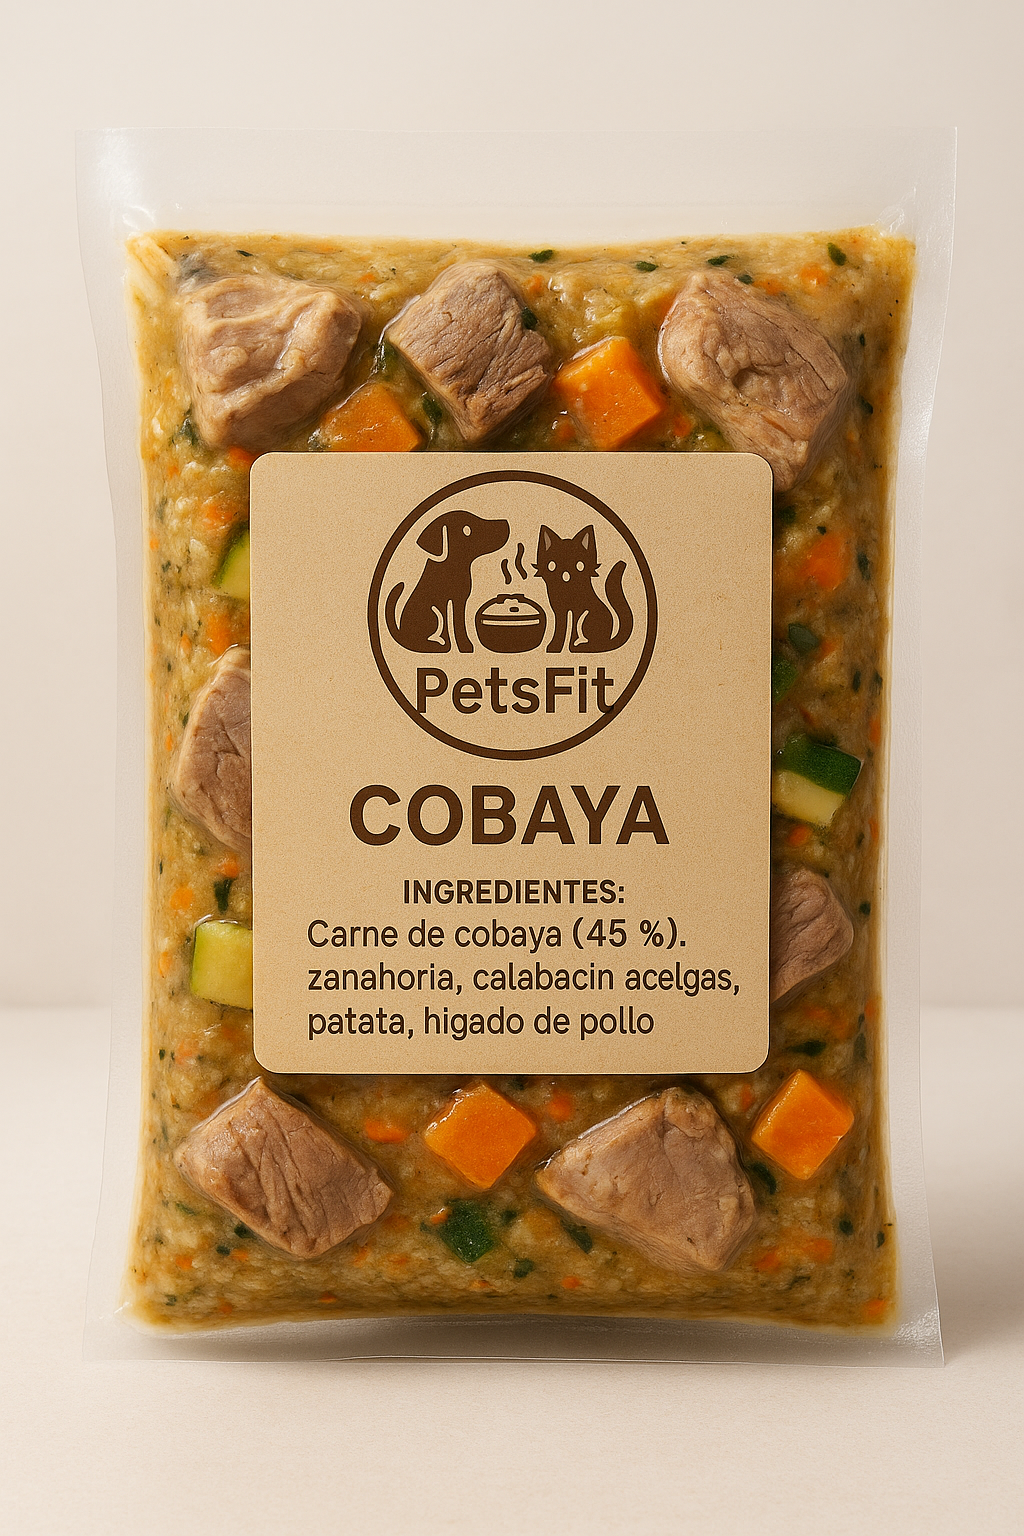 PetsFit
COBAYA
INGREDIENTES:
Carne de cobaya (45 %).
zanahoria, calabacin acelgas,
patata, higado de pollo